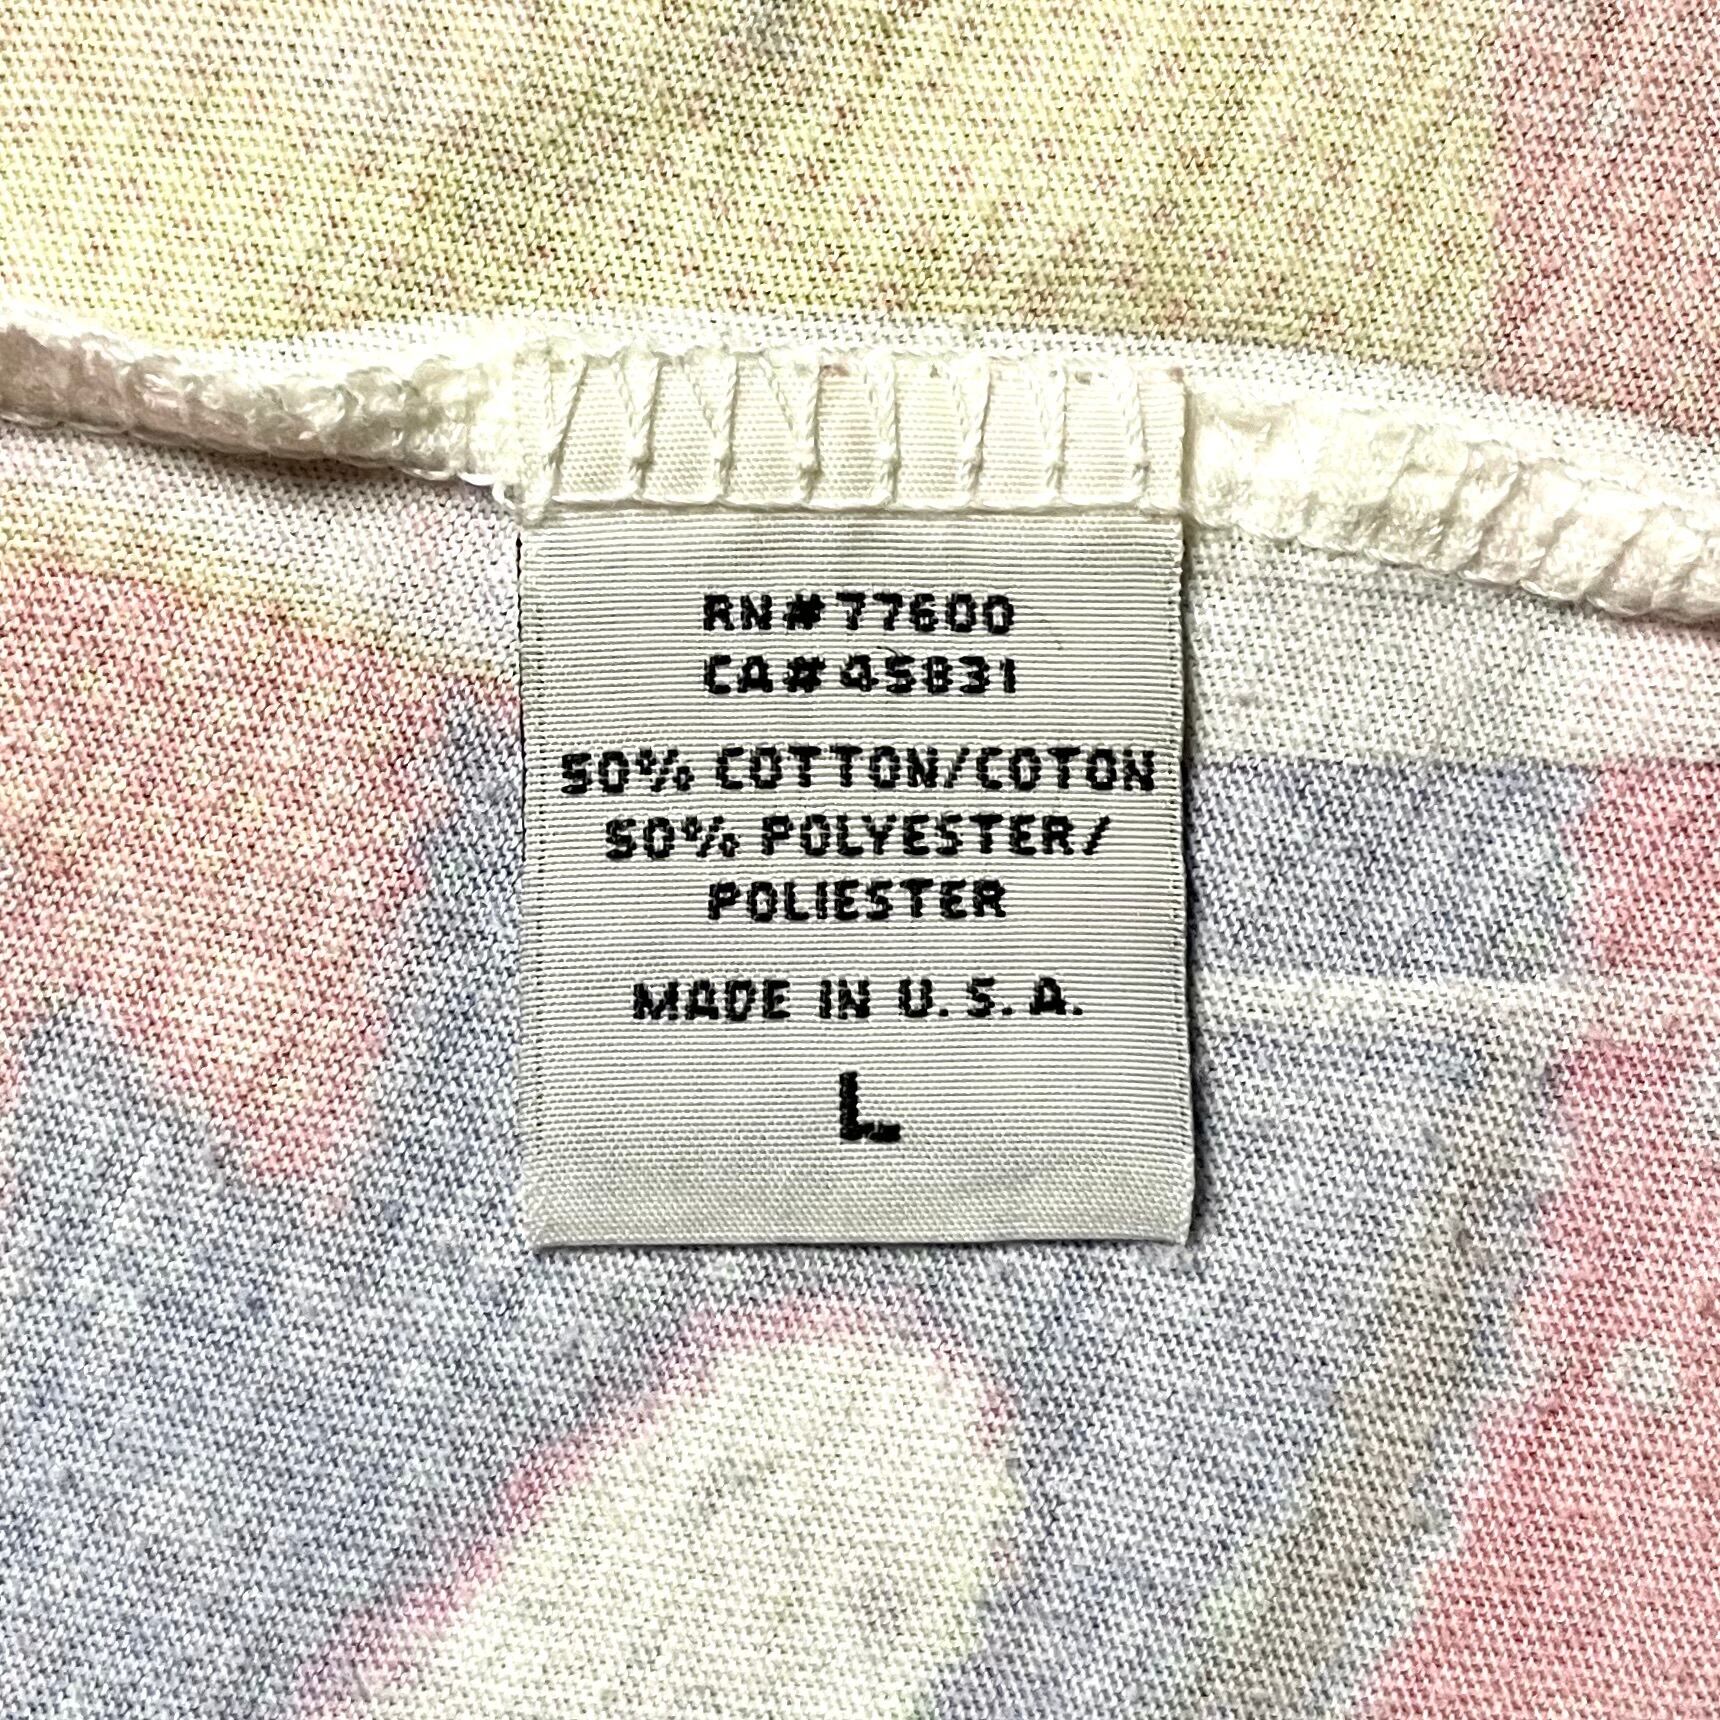 RN#77600
CA#45831
50% COTTON/COTON
50% POLYESTER/
POLIESTER
MADE IN U.S.A.
L